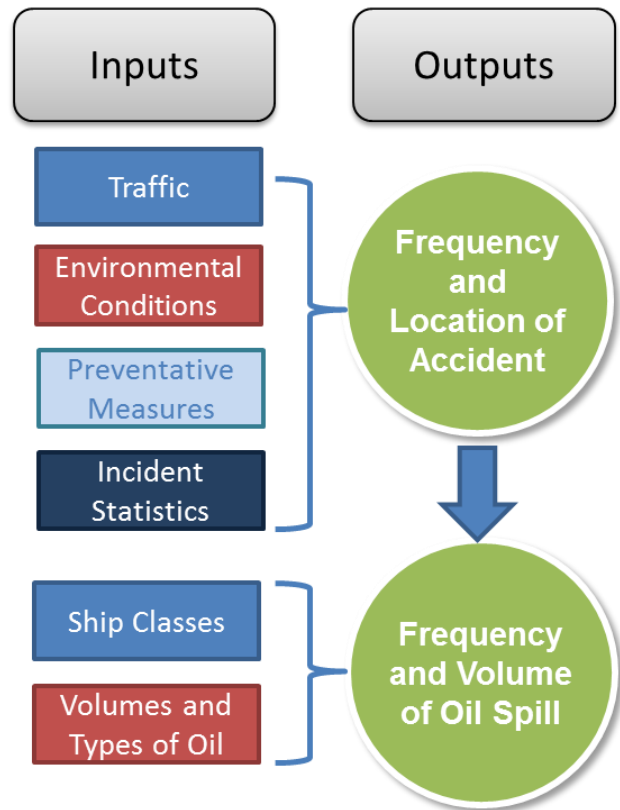 Inputs
Outputs
Traffic
Environmental
Conditions
Preventative
Measures
Incident
Statistics
Frequency
and
Location of
Accident
Ship Classes
Volumes and
Types of Oil
Frequency
and Volume
of Oil Spill